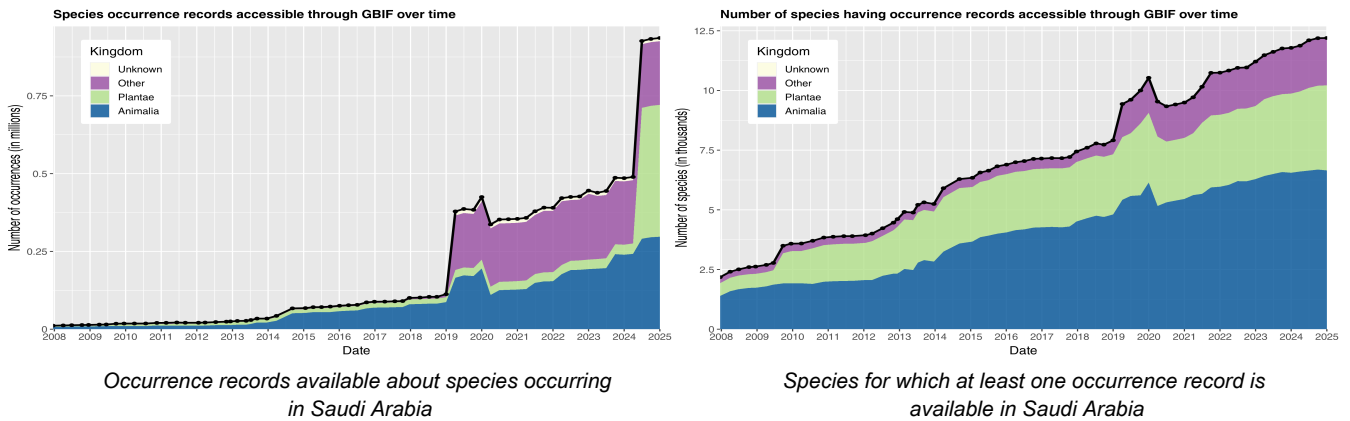 Species occurrence records accessible through GBIF over time
Number of occurrences (in millions)
0.75
0.5
0.25
0
Kingdom
Unknown
Other
Plantae
Animalia
2008 2009 2010 2011 2012 2013 2014 2015 2016 2017 2018 2019 2020 2021 2022 2023 2024 2025
Date
Occurrence records available about species occurring
in Saudi Arabia
Number of species having occurrence records accessible through GBIF over time
Number of species (in thousands)
12.5
10
7.5
5
2.5
0
Kingdom
Unknown
Other
Plantae
Animalia
2008 2009 2010 2011 2012 2013 2014 2015 2016 2017 2018 2019 2020 2021 2022 2023 2024 2025
Date
Species for which at least one occurrence record is
available in Saudi Arabia